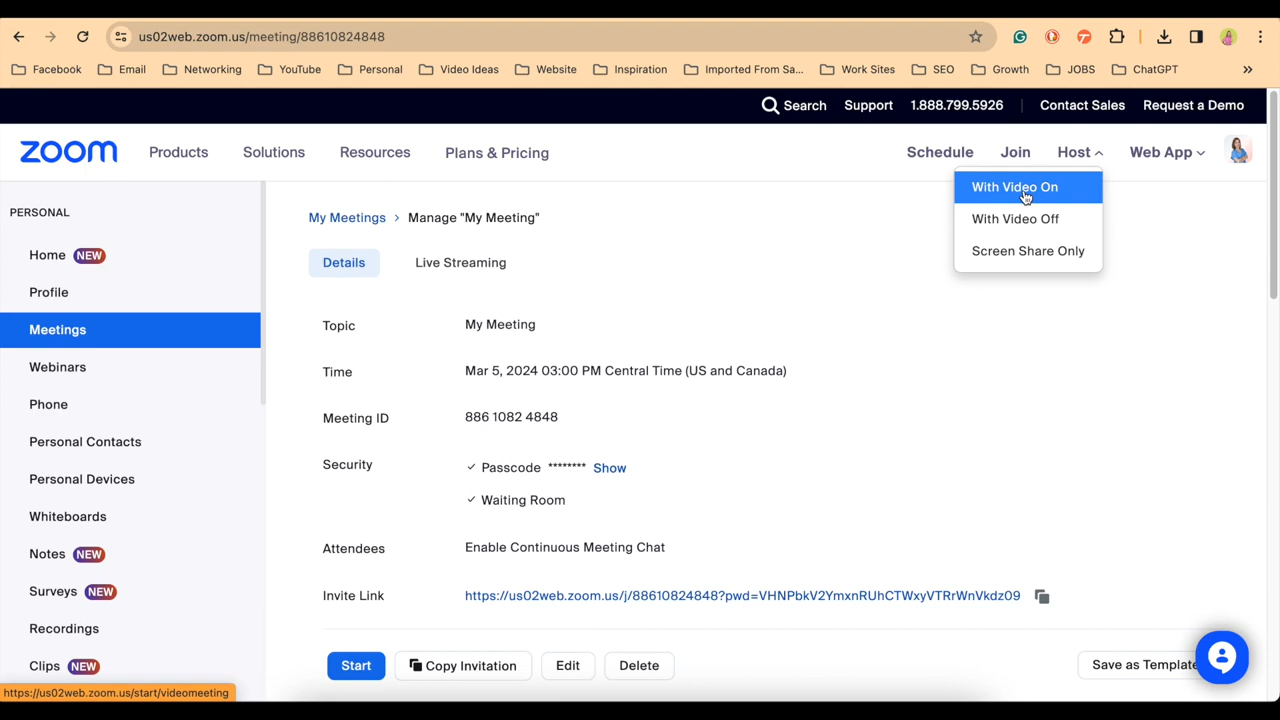 us02web.zoom.us/meeting/88610824848
Facebook Email Networking YouTube Personal Video Ideas Website Inspiration Imported From Sa... Work Sites SEO Growth JOBS ChatGPT »
Search Support 1.888.799.5926 Contact Sales Request a Demo
zoom Products Solutions Resources Plans & Pricing Schedule Join Host Web App
With Video On
With Video Off
Screen Share Only
PERSONAL
Home NEW
Profile
Meetings
Webinars
Phone
Personal Contacts
Personal Devices
Whiteboards
Notes NEW
Surveys NEW
Recordings
Clips NEW
My Meetings > Manage "My Meeting"
Details Live Streaming
Topic My Meeting
Time Mar 5, 2024 03:00 PM Central Time (US and Canada)
Meeting ID 886 1082 4848
Security ✓ Passcode ******** Show
✓ Waiting Room
Attendees Enable Continuous Meeting Chat
Invite Link https://us02web.zoom.us/j/88610824848?pwd=VHNPbkV2YmxnRUhCTWxyVTRrWnVkdz09
Start Copy Invitation Edit Delete Save as Template
https://us02web.zoom.us/start/videomeeting